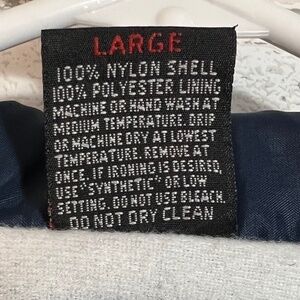 LARGE
100% NYLON SHELL
100% POLYESTER LINING
MACHINE OR HAND WASH AT
MEDIUM TEMPERATURE. DRIP
OR MACHINE DRY AT LOWEST
TEMPERATURE. REMOVE AT
ONCE. IF IRONING IS DESIRED,
USE "SYNTHETIC" OR LOW
SETTING. DO NOT USE BLEACH.
DO NOT DRY CLEAN